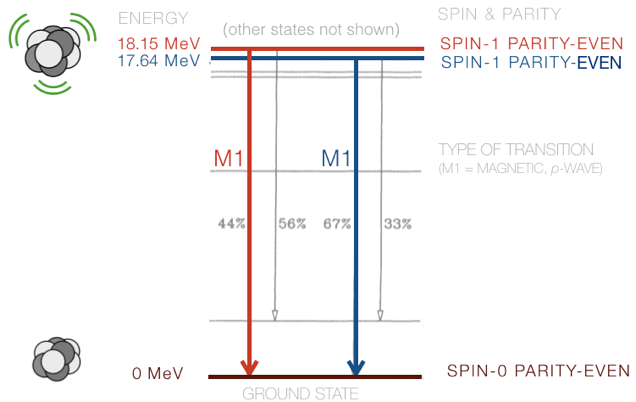 ENERGY
(other states not shown)
SPIN & PARITY
18.15 MeV
SPIN-1 PARITY-EVEN
17.64 MeV
SPIN-1 PARITY-EVEN
M1
M1
TYPE OF TRANSITION
(M1 = MAGNETIC, p-WAVE)
44%
56%
67%
33%
0 MeV
SPIN-0 PARITY-EVEN
GROUND STATE